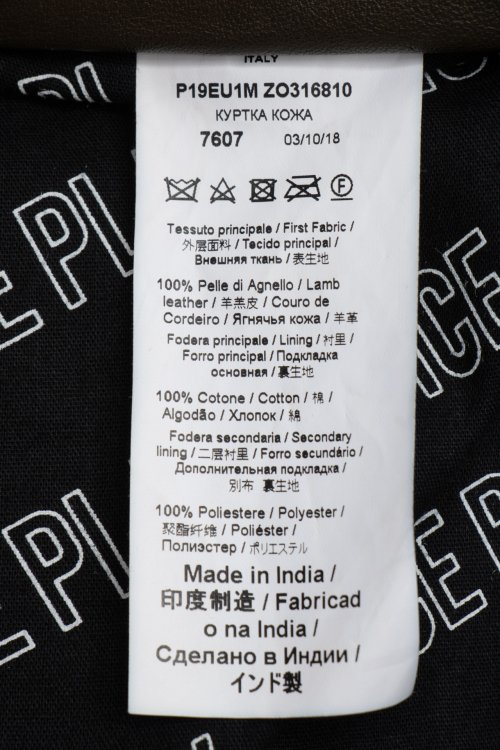 ITALY
P19EU1M ZO316810
КУРТКА КОЖА
7607 03/10/18
Tessuto principale / First Fabric /
外层面料 / Tecido principal /
Внешняя ткань / 表生地
100% Pelle di Agnello / Lamb
leather / 羊羔皮 / Couro de
Cordeiro / Ягнячья кожа / 羊革
Fodera principale / Lining / 衬里 /
Forro principal / Подкладка
основная / 裏生地
100% Cotone / Cotton / 棉 /
Algodão / Хлопок / 綿
Fodera secondaria / Secondary
lining / 二层衬里 / Forro secundário /
Дополнительная подкладка /
別布 裏生地
100% Poliestere / Polyester /
聚酯纤维 / Poliéster /
Полиэстер / ポリエステル
Made in India /
印度制造 / Fabricad
o na India /
Сделано в Индии /
インド製